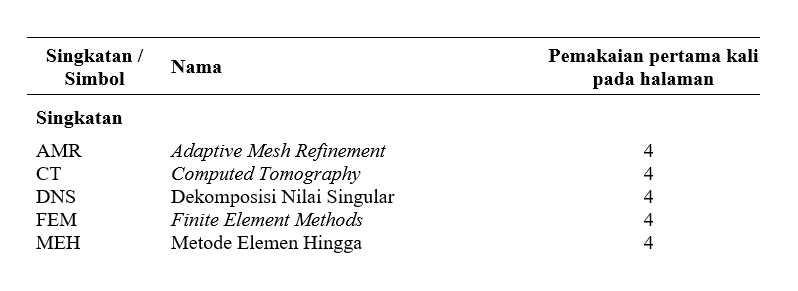 Singkatan / Simbol Nama Pemakaian pertama kali pada halaman
Singkatan
AMR Adaptive Mesh Refinement 4
CT Computed Tomography 4
DNS Dekomposisi Nilai Singular 4
FEM Finite Element Methods 4
MEH Metode Elemen Hingga 4